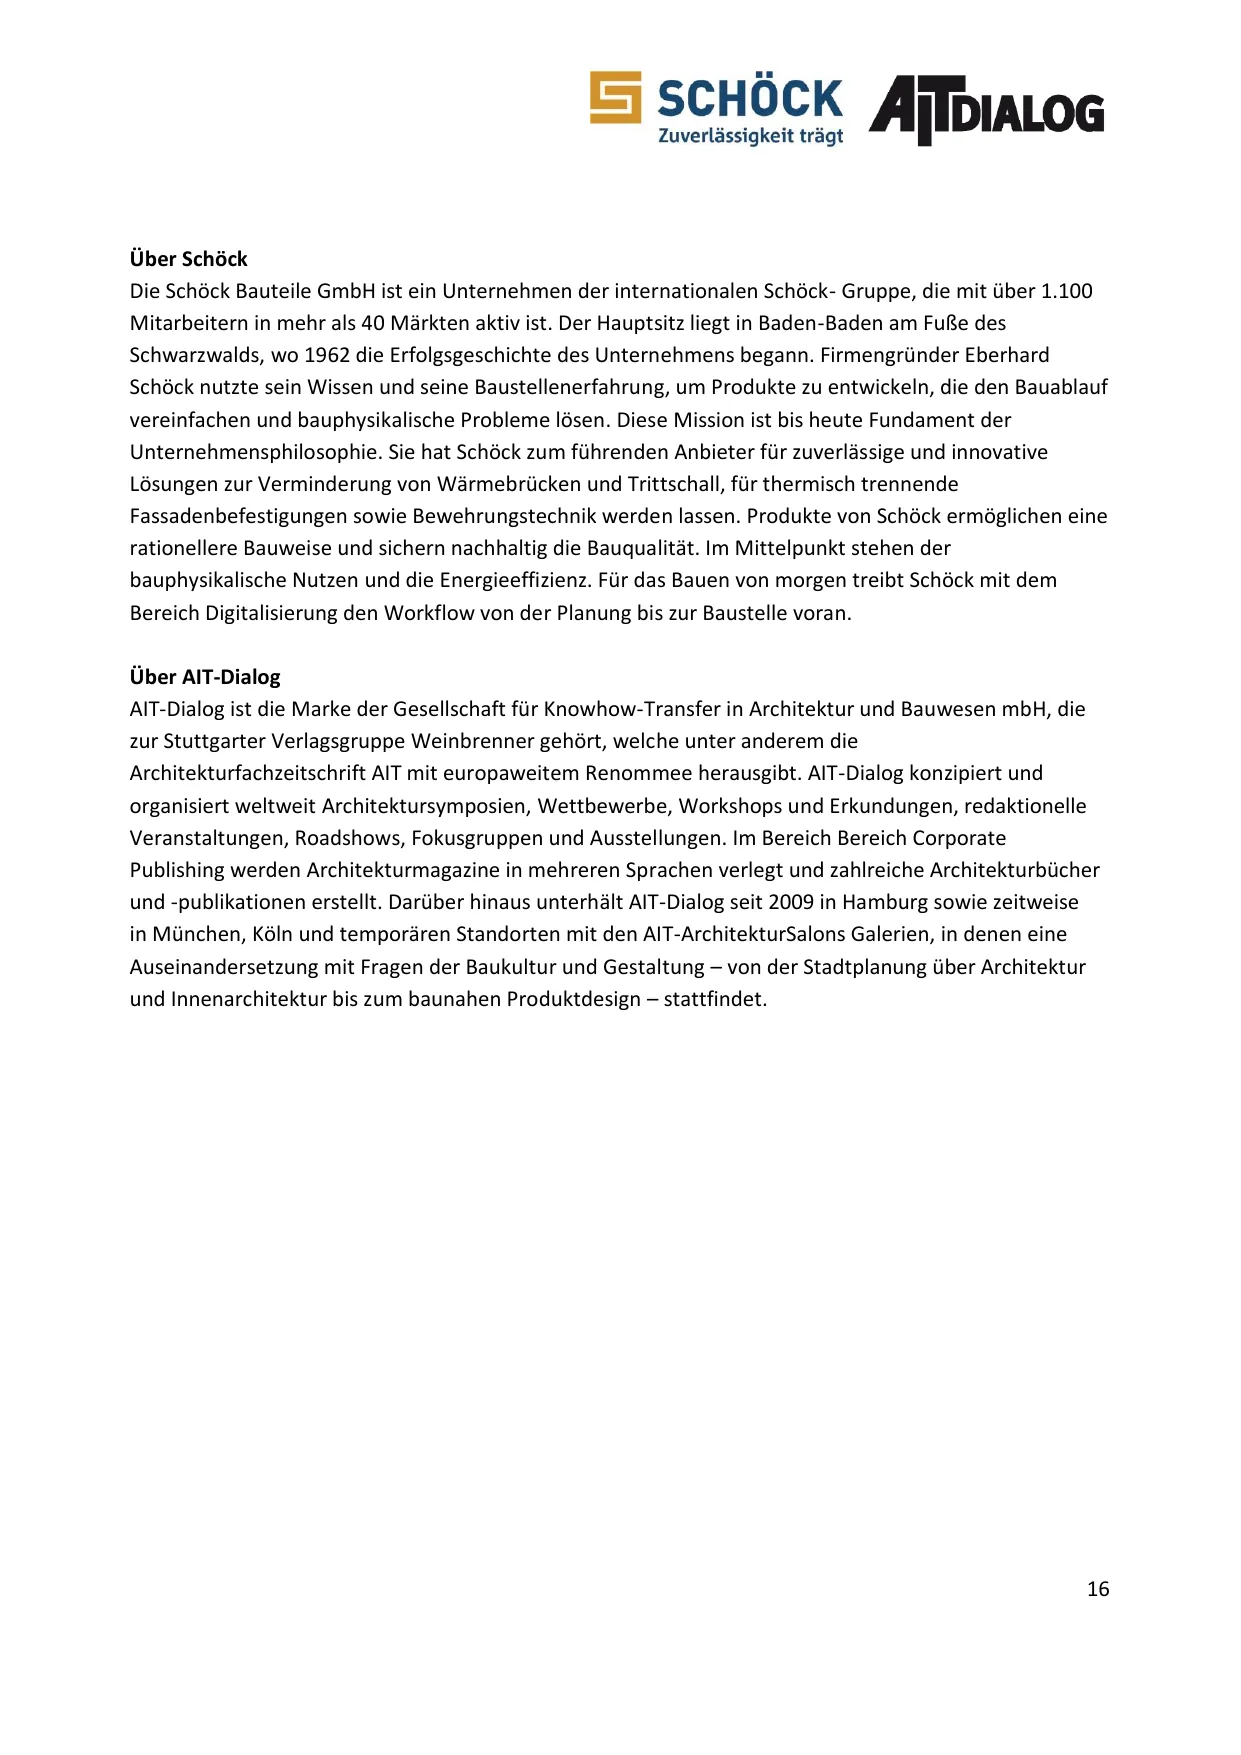 SCHÖCK
Zuverlässigkeit trägt
AITDIALOG
Über Schöck
Die Schöck Bauteile GmbH ist ein Unternehmen der internationalen Schöck- Gruppe, die mit über 1.100
Mitarbeitern in mehr als 40 Märkten aktiv ist. Der Hauptsitz liegt in Baden-Baden am Fuße des
Schwarzwalds, wo 1962 die Erfolgsgeschichte des Unternehmens begann. Firmengründer Eberhard
Schöck nutzte sein Wissen und seine Baustellenerfahrung, um Produkte zu entwickeln, die den Bauablauf
vereinfachen und bauphysikalische Probleme lösen. Diese Mission ist bis heute Fundament der
Unternehmensphilosophie. Sie hat Schöck zum führenden Anbieter für zuverlässige und innovative
Lösungen zur Verminderung von Wärmebrücken und Trittschall, für thermisch trennende
Fassadenbefestigungen sowie Bewehrungstechnik werden lassen. Produkte von Schöck ermöglichen eine
rationellere Bauweise und sichern nachhaltig die Bauqualität. Im Mittelpunkt stehen der
bauphysikalische Nutzen und die Energieeffizienz. Für das Bauen von morgen treibt Schöck mit dem
Bereich Digitalisierung den Workflow von der Planung bis zur Baustelle voran.
Über AIT-Dialog
AIT-Dialog ist die Marke der Gesellschaft für Knowhow-Transfer in Architektur und Bauwesen mbH, die
zur Stuttgarter Verlagsgruppe Weinbrenner gehört, welche unter anderem die
Architekturfachzeitschrift AIT mit europaweitem Renommee herausgibt. AIT-Dialog konzipiert und
organisiert weltweit Architektursymposien, Wettbewerbe, Workshops und Erkundungen, redaktionelle
Veranstaltungen, Roadshows, Fokusgruppen und Ausstellungen. Im Bereich Bereich Corporate
Publishing werden Architekturmagazine in mehreren Sprachen verlegt und zahlreiche Architekturbücher
und -publikationen erstellt. Darüber hinaus unterhält AIT-Dialog seit 2009 in Hamburg sowie zeitweise
in München, Köln und temporären Standorten mit den AIT-ArchitekturSalons Galerien, in denen eine
Auseinandersetzung mit Fragen der Baukultur und Gestaltung – von der Stadtplanung über Architektur
und Innenarchitektur bis zum baunahen Produktdesign – stattfindet.
16